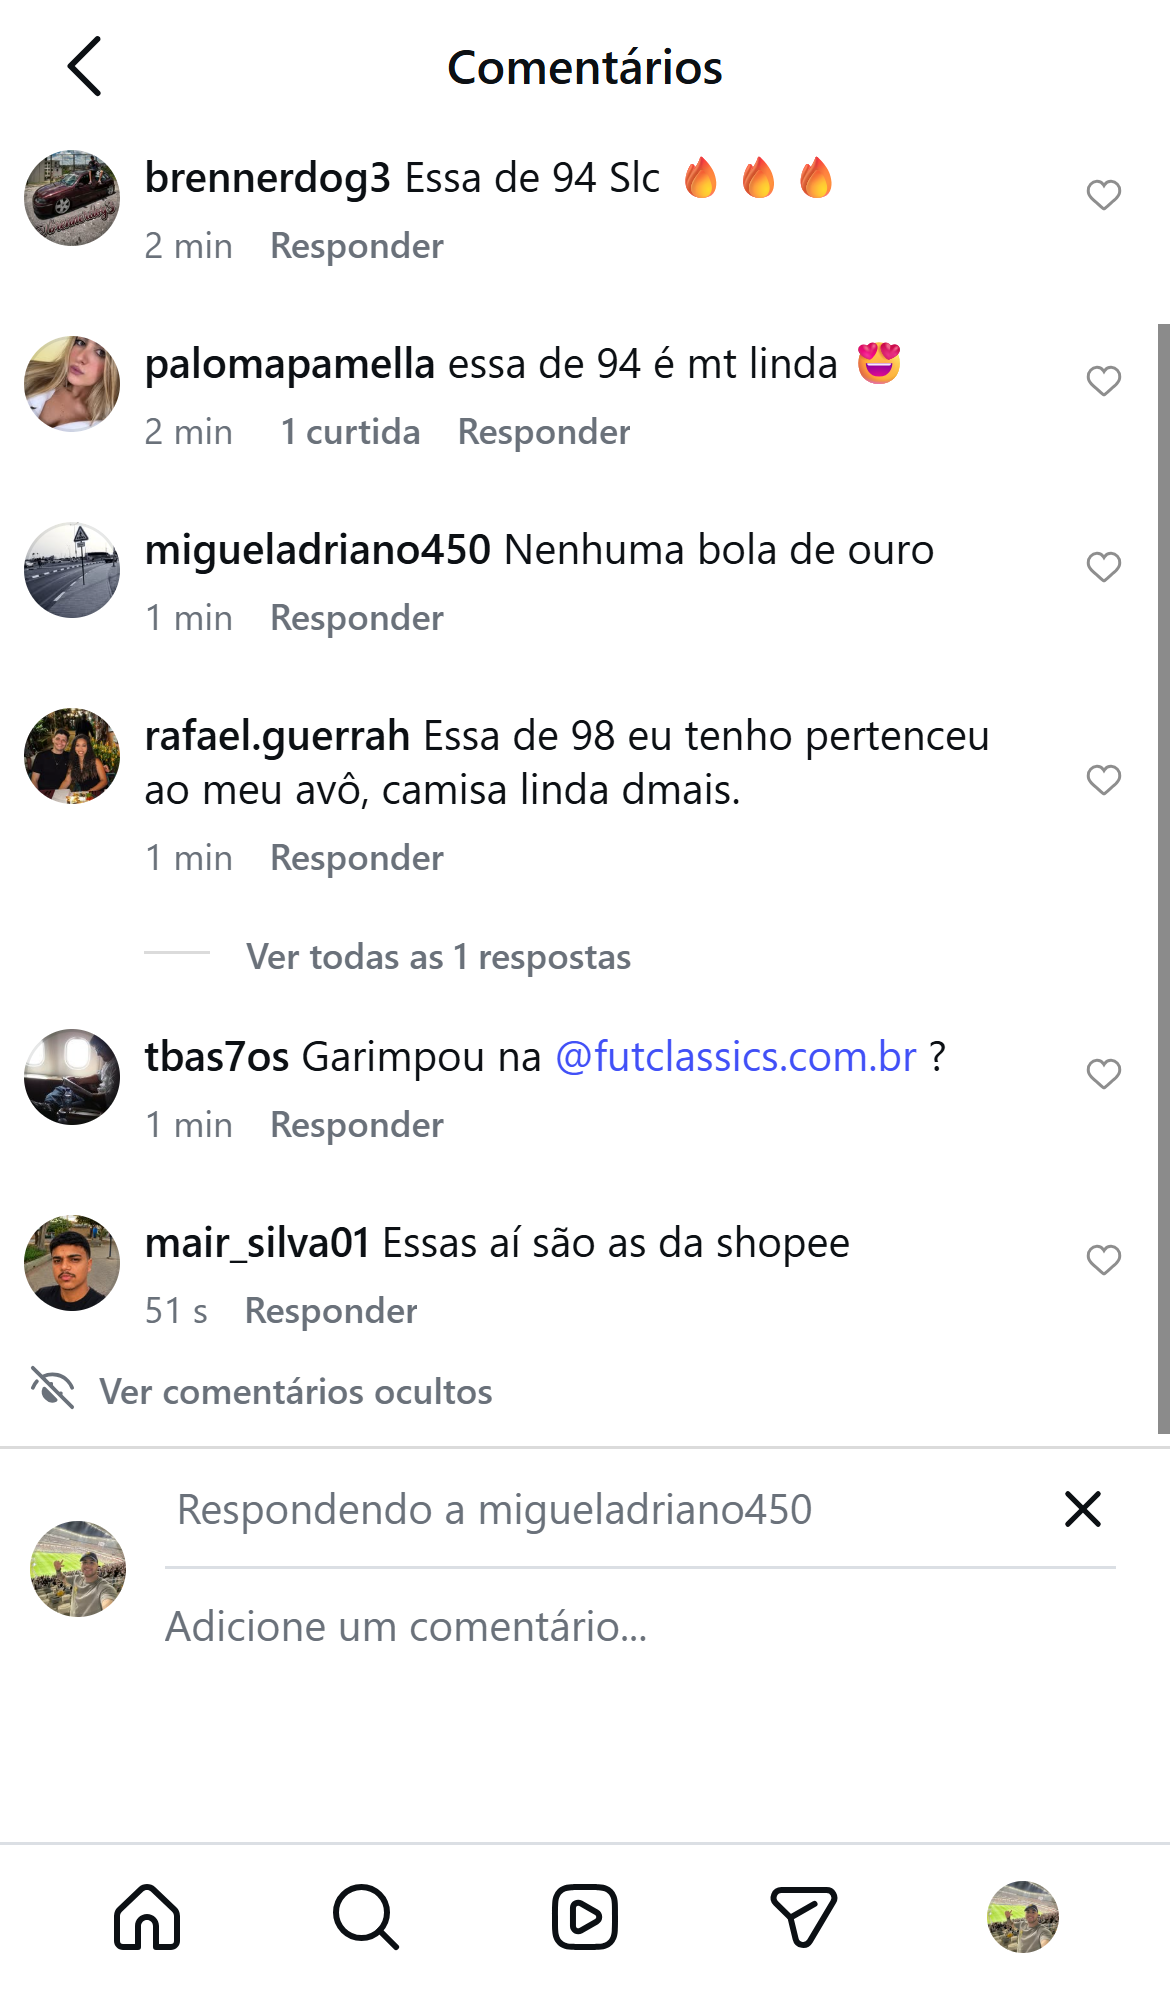 Comentários
brennerdog3 Essa de 94 Slc 🔥 🔥 🔥
2 min Responder
palomapamella essa de 94 é mt linda 😍
2 min 1 curtida Responder
migueladriano450 Nenhuma bola de ouro
1 min Responder
rafael.guerrah Essa de 98 eu tenho pertenceu
ao meu avô, camisa linda dmais.
1 min Responder
Ver todas as 1 respostas
tbas7os Garimpou na @futclassics.com.br ?
1 min Responder
mair_silva01 Essas aí são as da shopee
51 s Responder
Ver comentários ocultos
Respondendo a migueladriano450
Adicione um comentário...